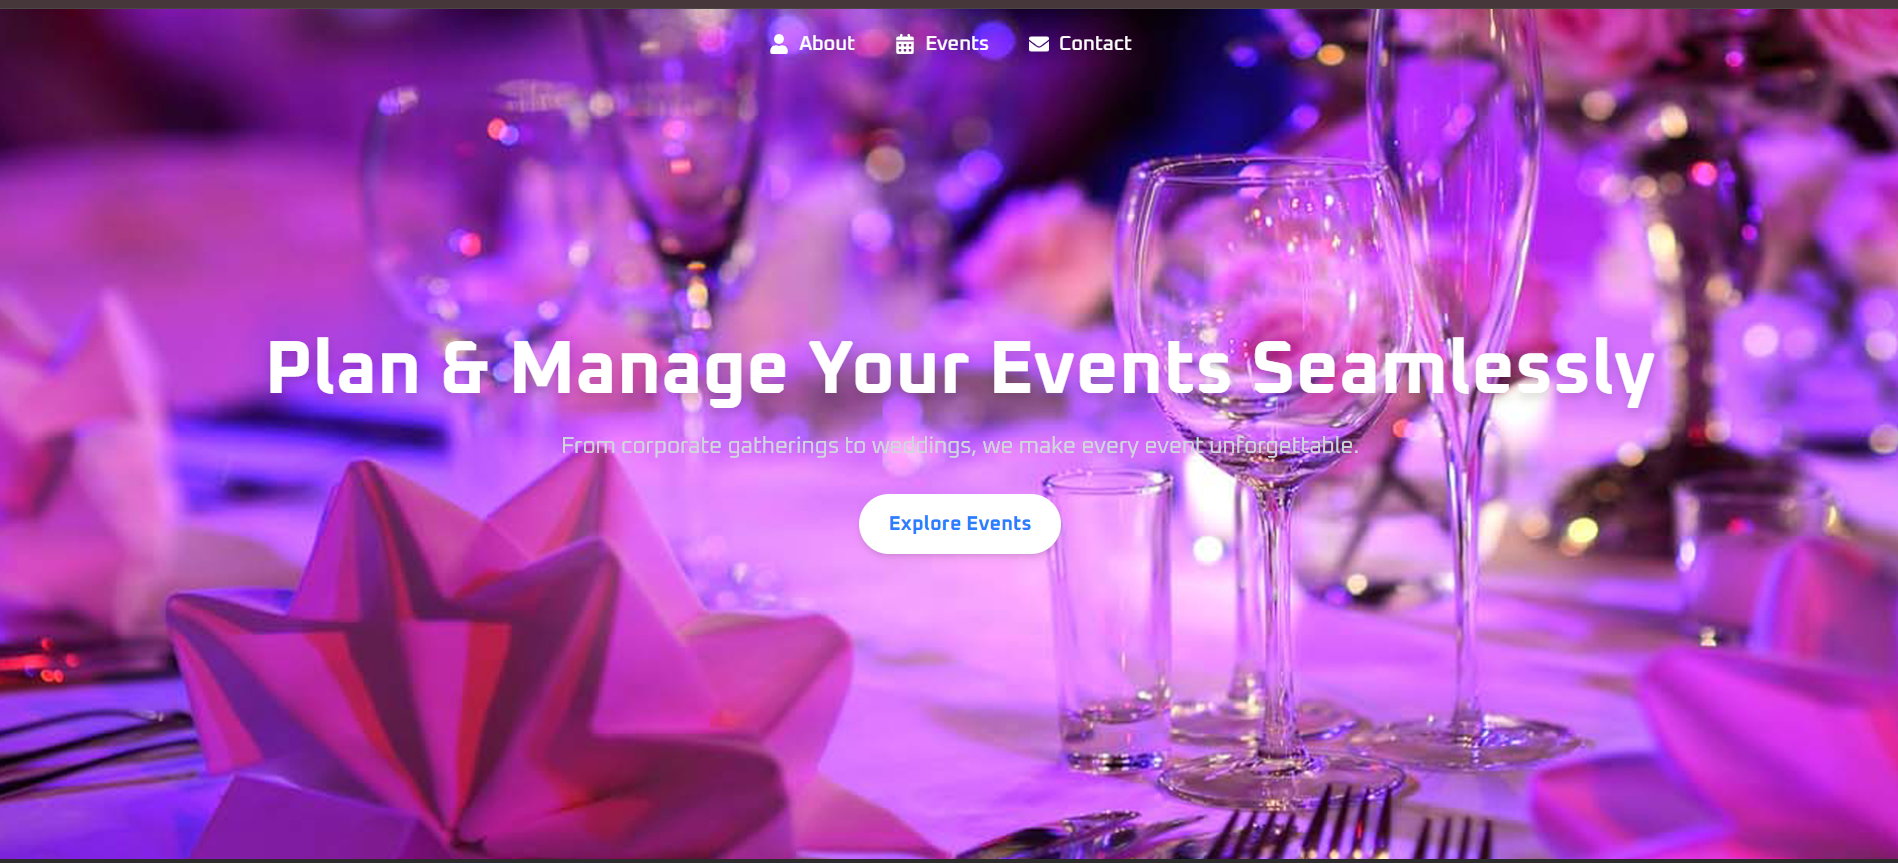 About Events Contact
Plan & Manage Your Events Seamlessly
From corporate gatherings to weddings, we make every event unforgettable.
Explore Events